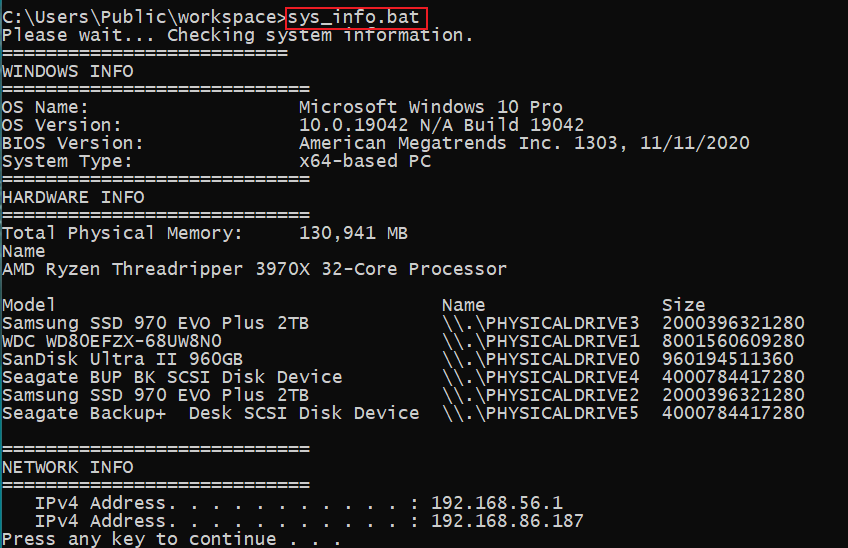 C:\Users\Public\workspace>sys_info.bat
Please wait... Checking system information.
==========================
WINDOWS INFO
============================
OS Name:                   Microsoft Windows 10 Pro
OS Version:                10.0.19042 N/A Build 19042
BIOS Version:              American Megatrends Inc. 1303, 11/11/2020
System Type:               x64-based PC
============================
HARDWARE INFO
============================
Total Physical Memory:     130,941 MB
Name
AMD Ryzen Threadripper 3970X 32-Core Processor
Model                                   Name                Size
Samsung SSD 970 EVO Plus 2TB            \\.\PHYSICALDRIVE3  2000396321280
WDC WD80EFZX-68UW8N0                    \\.\PHYSICALDRIVE1  8001560609280
SanDisk Ultra II 960GB                  \\.\PHYSICALDRIVE0  960194511360
Seagate BUP BK SCSI Disk Device         \\.\PHYSICALDRIVE4  4000784417280
Samsung SSD 970 EVO Plus 2TB            \\.\PHYSICALDRIVE2  2000396321280
Seagate Backup+  Desk SCSI Disk Device  \\.\PHYSICALDRIVE5  4000784417280
============================
NETWORK INFO
============================
   IPv4 Address. . . . . . . . . . . : 192.168.56.1
   IPv4 Address. . . . . . . . . . . : 192.168.86.187
Press any key to continue . . .